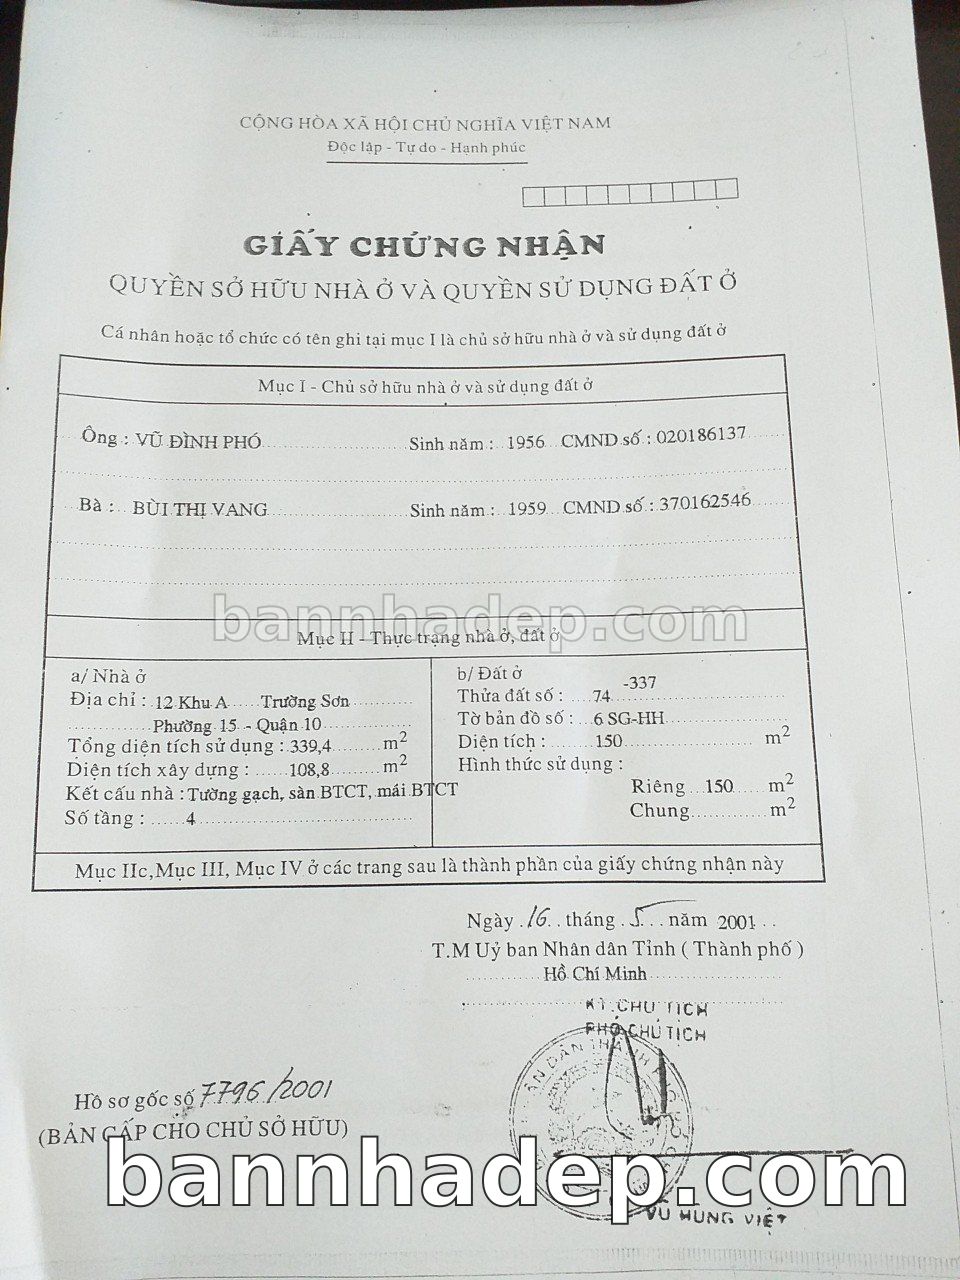 CỘNG HÒA XÃ HỘI CHỦ NGHĨA VIỆT NAM
Độc lập - Tự do - Hạnh phúc
GIẤY CHỨNG NHẬN
QUYỀN SỞ HỮU NHÀ Ở VÀ QUYỀN SỬ DỤNG ĐẤT Ở
Cá nhân hoặc tổ chức có tên ghi tại mục I là chủ sở hữu nhà ở và sử dụng đất ở
Mục I - Chủ sở hữu nhà ở và sử dụng đất ở
Ông : VŨ ĐÌNH PHÓ Sinh năm : 1956 CMND số : 020186137
Bà : BÙI THỊ VANG Sinh năm : 1959 CMND số : 370162546
bannhadep.com
Mục II - Thực trạng nhà ở, đất ở
a/ Nhà ở
Địa chỉ : 12 Khu A Trường Sơn
Phường 15 - Quận 10
Tổng diện tích sử dụng : 339,4 m2
Diện tích xây dựng : 108,8 m2
Kết cấu nhà : Tường gạch, sàn BTCT, mái BTCT
Số tầng : 4
b/ Đất ở
-337
Thửa đất số : 74
Tờ bản đồ số : 6 SG-HH
Diện tích : 150 m2
Hình thức sử dụng :
Riêng 150 m2
Chung m2
Mục IIc, Mục III, Mục IV ở các trang sau là thành phần của giấy chứng nhận này
Ngày 16 tháng 5 năm 2001
T.M Uỷ ban Nhân dân Tỉnh ( Thành phố )
Hồ Chí Minh
KT.CHỦ TỊCH
PHÓ CHỦ TỊCH
Hồ sơ gốc số 7796/2001
(BẢN CẤP CHO CHỦ SỞ HỮU)
bannhadep.com
VŨ HÙNG VIỆT